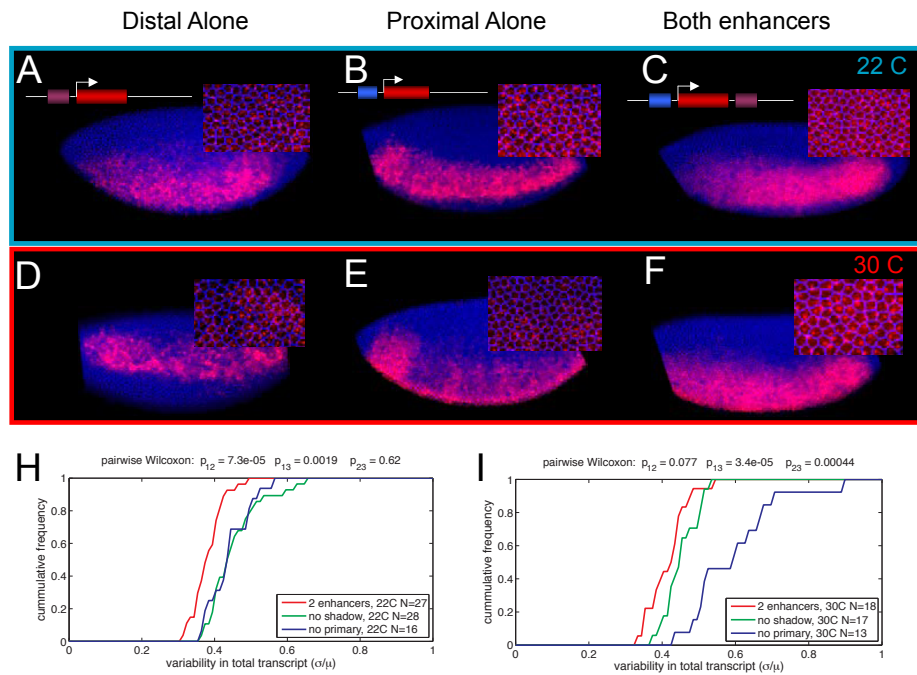 Distal Alone
Proximal Alone
Both enhancers
A
B
C
22 C
D
E
F
30 C
H
pairwise Wilcoxon: p12 = 7.3e-05 p13 = 0.0019 p23 = 0.62
cummulative frequency
1
0.8
0.6
0.4
0.2
0
2 enhancers, 22C N=27
no shadow, 22C N=28
no primary, 22C N=16
0 0.2 0.4 0.6 0.8 1
variability in total transcript (σ/μ)
I
pairwise Wilcoxon: p12 = 0.077 p13 = 3.4e-05 p23 = 0.00044
cummulative frequency
1
0.8
0.6
0.4
0.2
0
2 enhancers, 30C N=18
no shadow, 30C N=17
no primary, 30C N=13
0 0.2 0.4 0.6 0.8 1
variability in total transcript (σ/μ)